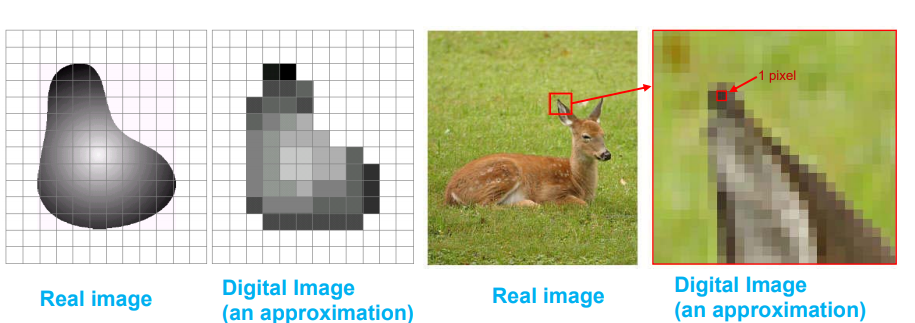 1 pixel
Real image
Digital Image
(an approximation)
Real image
Digital Image
(an approximation)